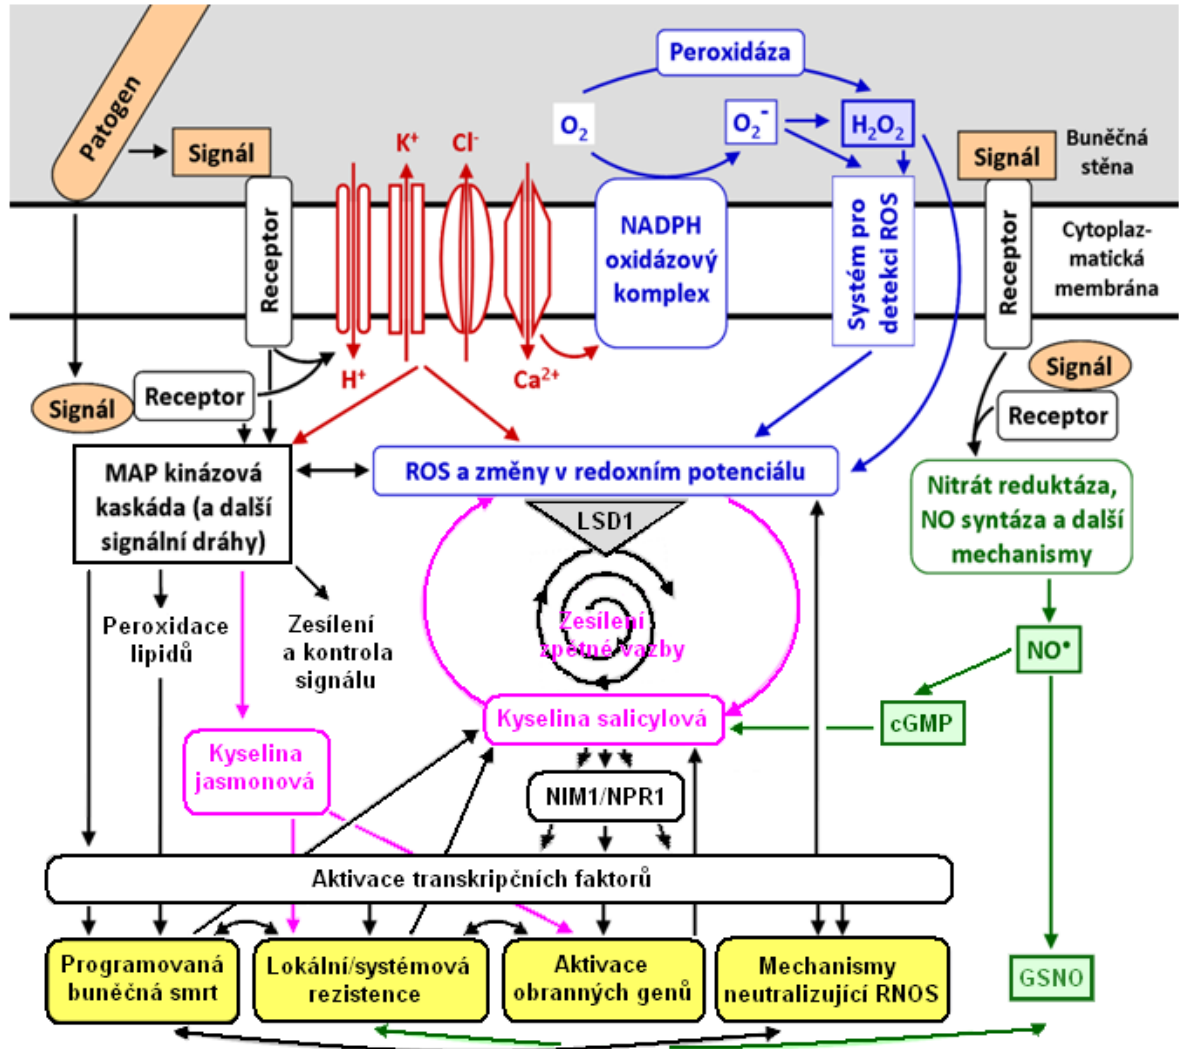 Peroxidáza
Patogen
O₂
O₂⁻
H₂O₂
Signál
K⁺
Cl⁻
Signál
Buněčná
stěna
Receptor
NADPH
oxidázový
komplex
Systém pro
detekci ROS
Receptor
Cytoplaz-
matická
membrána
H⁺
Ca²⁺
Signál
Receptor
Signál
Receptor
MAP kinázová
kaskáda (a další
signální dráhy)
ROS a změny v redoxním potenciálu
Nitrát reduktáza,
NO syntáza a další
mechanismy
LSD1
Peroxidace
lipidů
Zesílení
a kontrola
signálu
Zesílení
zpětné vazby
NO•
Kyselina salicylová
cGMP
Kyselina
jasmonová
NIM1/NPR1
Aktivace transkripčních faktorů
Programovaná
buněčná smrt
Lokální/systémová
rezistence
Aktivace
obranných genů
Mechanismy
neutralizující RNOS
GSNO